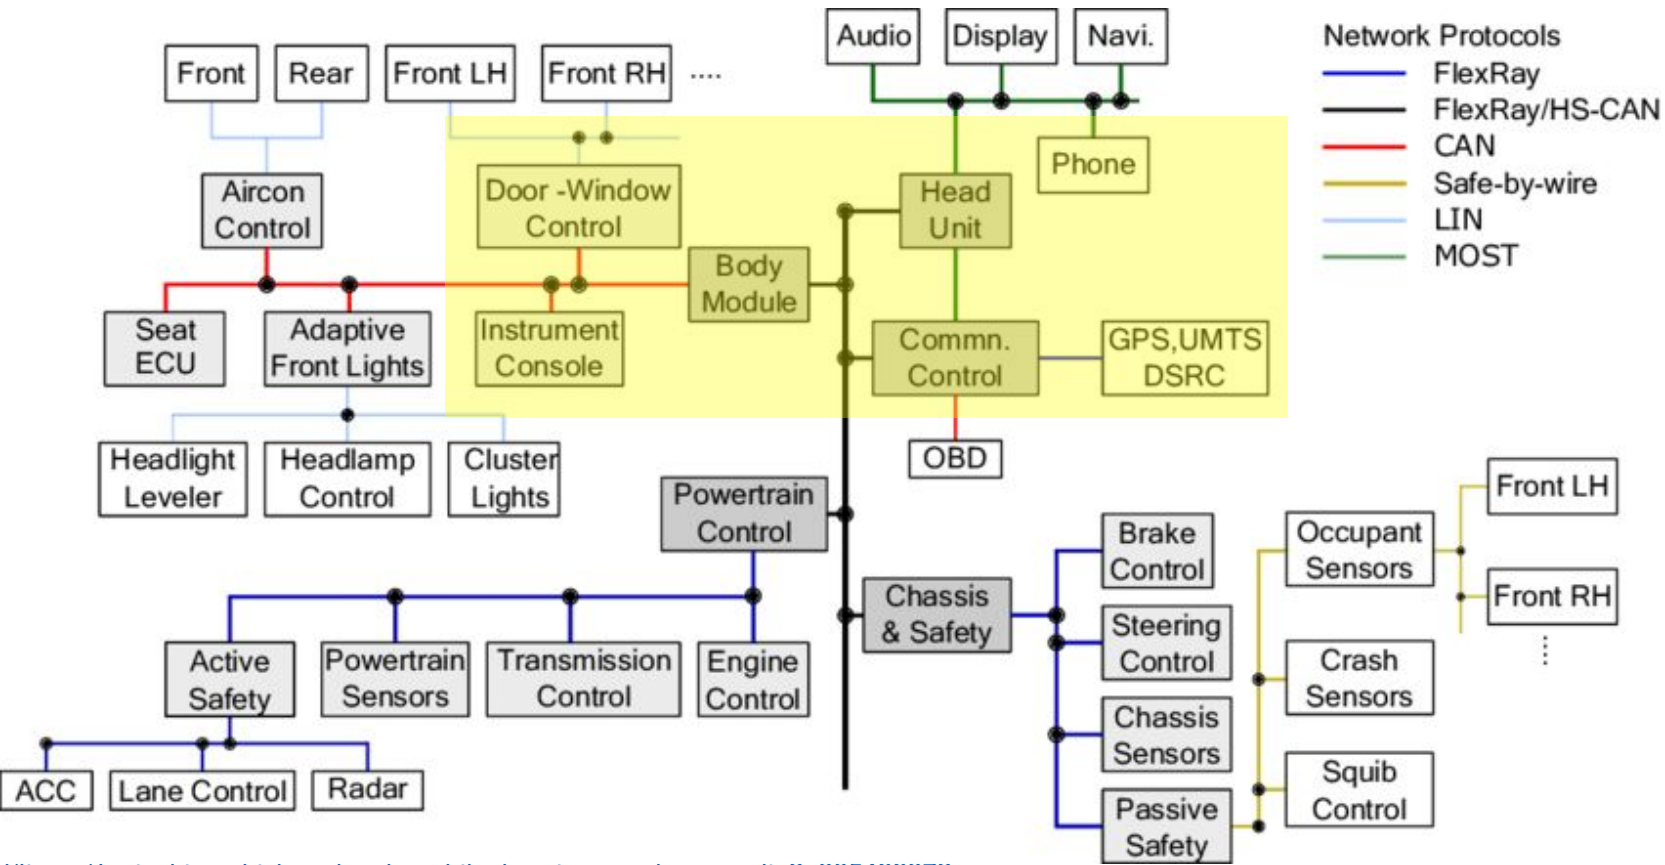 Audio
Display
Navi.
Network Protocols
FlexRay
FlexRay/HS-CAN
CAN
Safe-by-wire
LIN
MOST
Front
Rear
Front LH
Front RH
....
Phone
Aircon
Control
Door -Window
Control
Head
Unit
Body
Module
Seat
ECU
Adaptive
Front Lights
Instrument
Console
Commn.
Control
GPS,UMTS
DSRC
OBD
Headlight
Leveler
Headlamp
Control
Cluster
Lights
Powertrain
Control
Chassis
& Safety
Brake
Control
Steering
Control
Chassis
Sensors
Passive
Safety
Occupant
Sensors
Front LH
Front RH
....
Crash
Sensors
Squib
Control
Active
Safety
Powertrain
Sensors
Transmission
Control
Engine
Control
ACC
Lane Control
Radar